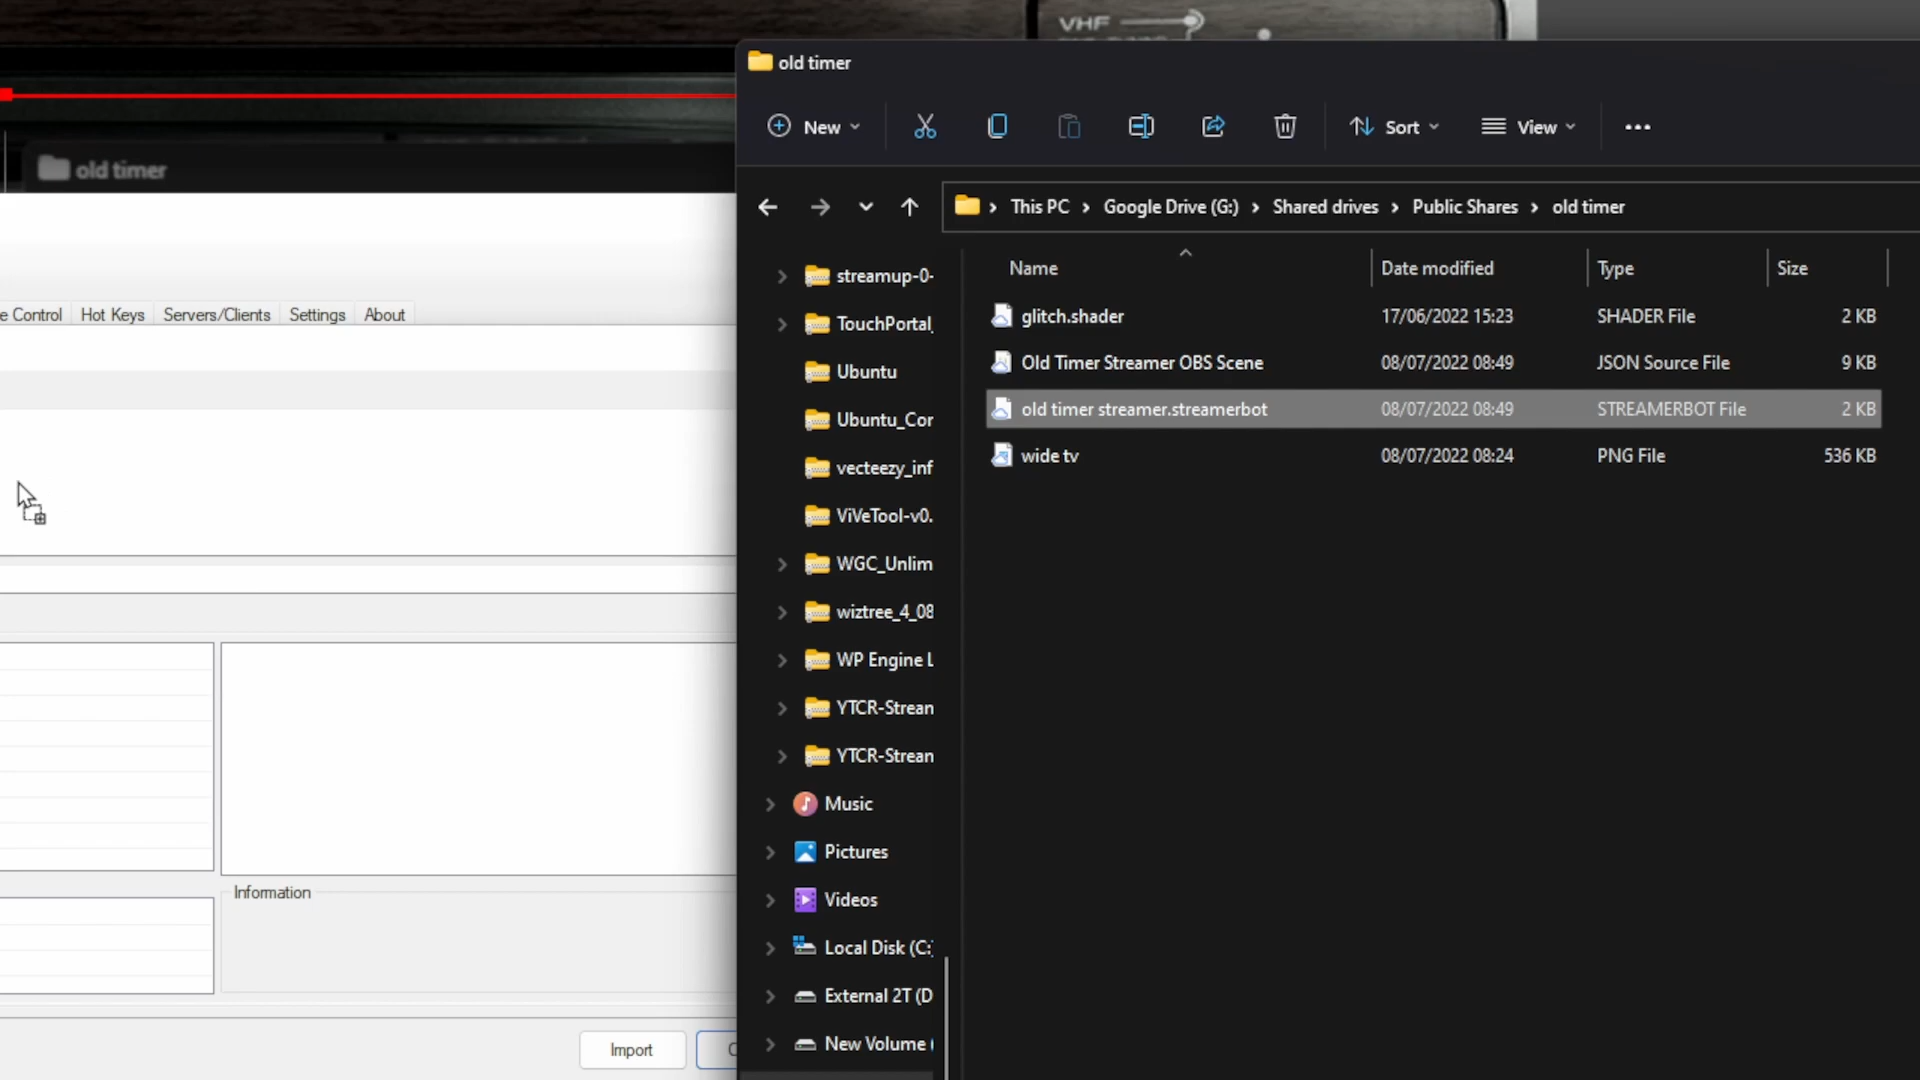 VHF
old timer
New
Sort
View
old timer
This PC
Google Drive (G:)
Shared drives
Public Shares
old timer
Name
Date modified
Type
Size
e Control
Hot Keys
Servers/Clients
Settings
About
streamup-0-
TouchPortal
Ubuntu
Ubuntu_Cor
vecteezy_inf
ViVeTool-v0.
WGC_Unlim
wiztree_4_08
WP Engine L
YTCR-Stream
YTCR-Stream
Music
Pictures
Videos
Local Disk (C:)
External 2T (D
New Volume (
glitch.shader 17/06/2022 15:23 SHADER File 2 KB
Old Timer Streamer OBS Scene 08/07/2022 08:49 JSON Source File 9 KB
old timer streamer.streamerbot 08/07/2022 08:49 STREAMERBOT File 2 KB
wide tv 08/07/2022 08:24 PNG File 536 KB
Information
Import